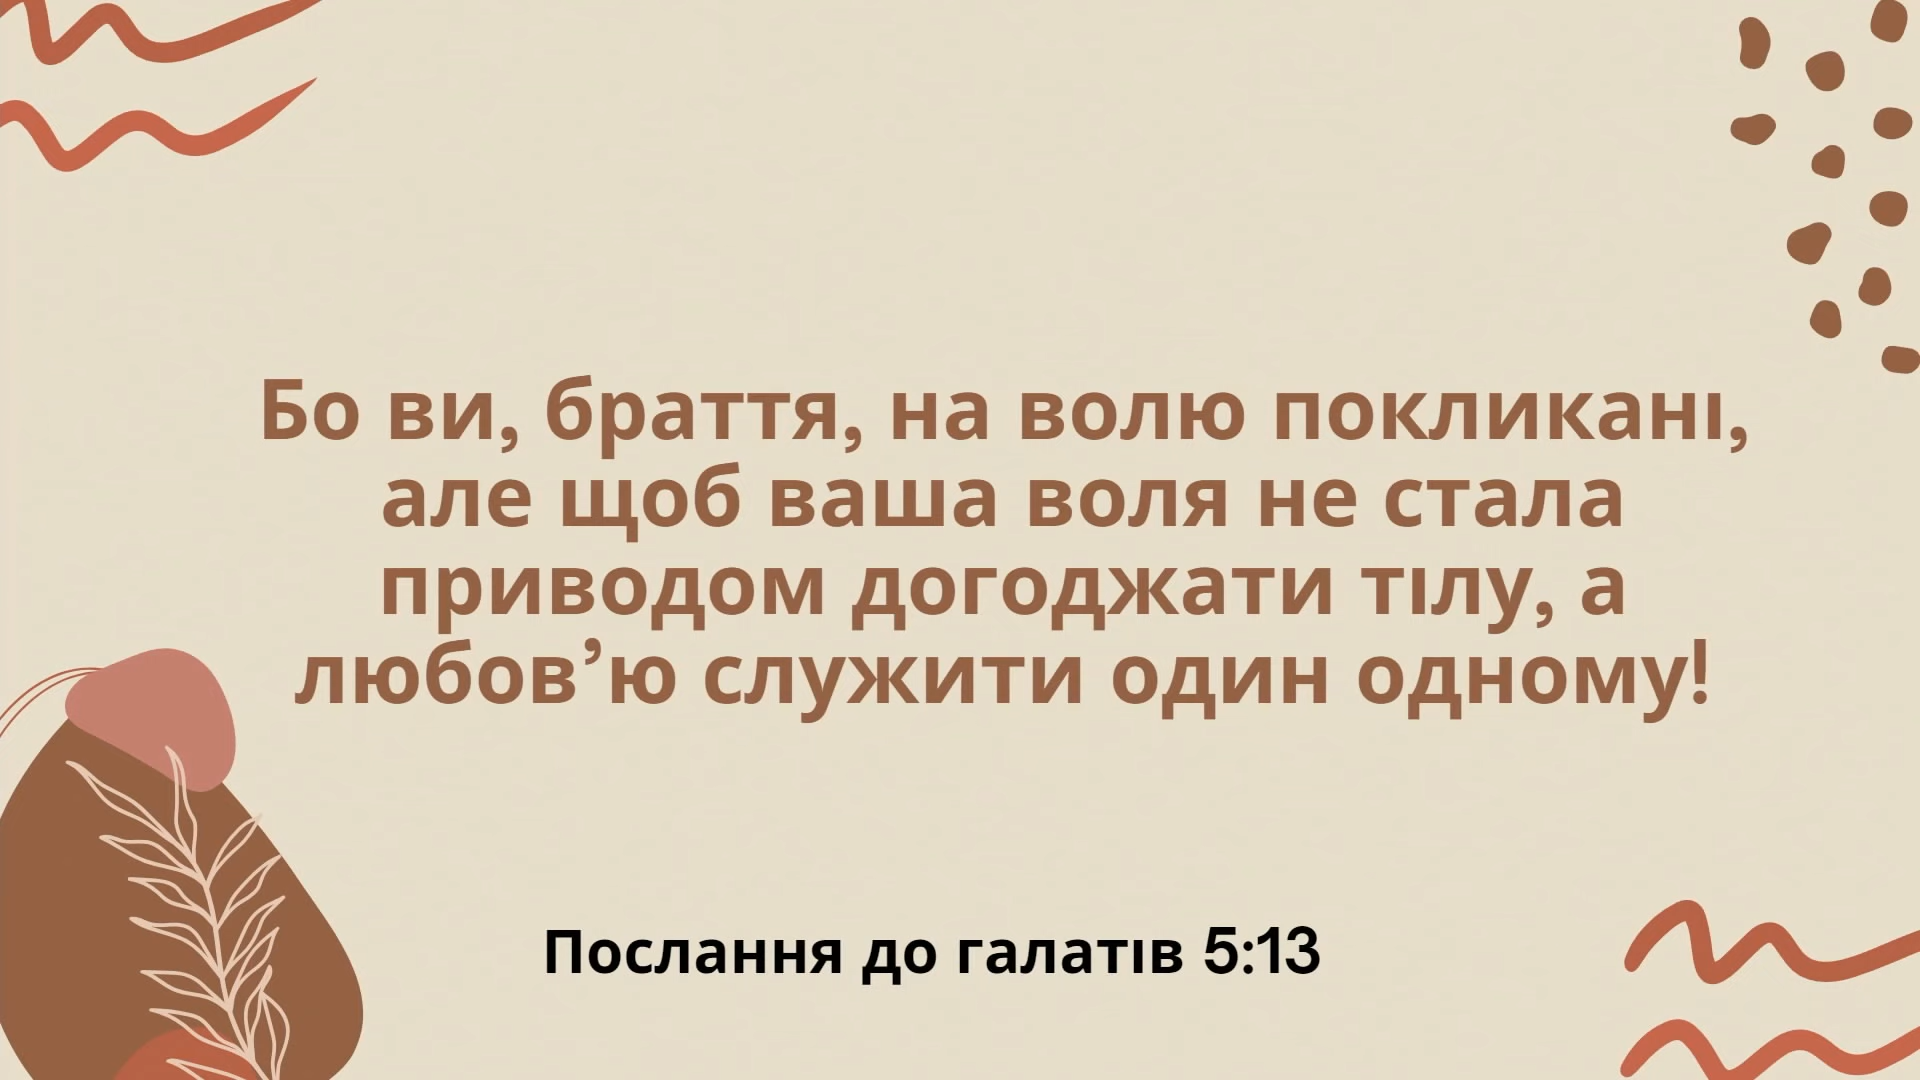 Бо ви, браття, на волю покликані,
але щоб ваша воля не стала
приводом догоджати тілу, а
любов’ю служити один одному!
Послання до галатів 5:13